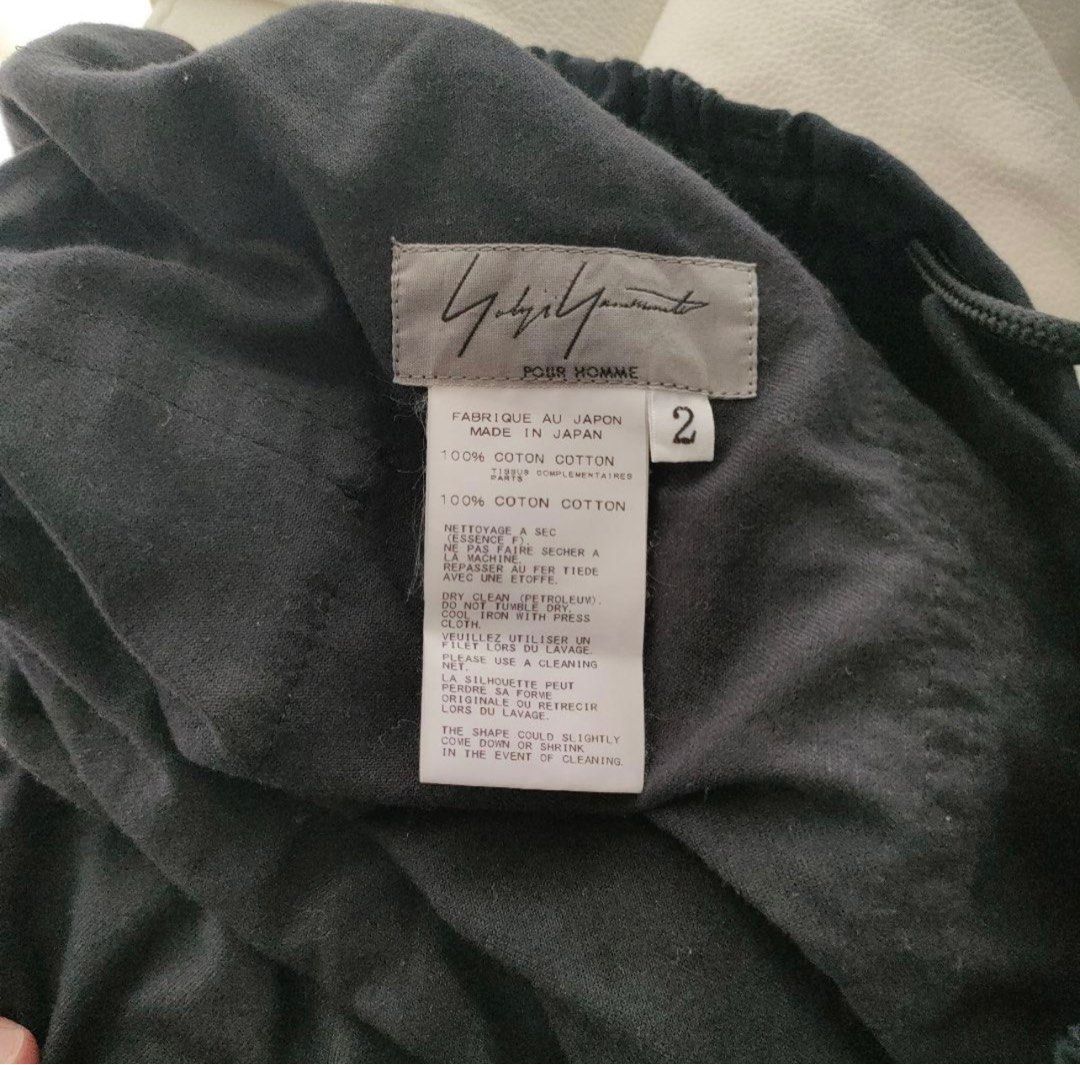 Yohji Yamamoto
POUR HOMME
2
FABRIQUE AU JAPON
MADE IN JAPAN
100% COTON COTTON
TISSUS COMPLEMENTAIRES
PARTS
100% COTON COTTON
NETTOYAGE A SEC
(ESSENCE F).
NE PAS FAIRE SECHER A
LA MACHINE.
REPASSER AU FER TIEDE
AVEC UNE ETOFFE.
DRY CLEAN (PETROLEUM).
DO NOT TUMBLE DRY.
COOL IRON WITH PRESS
CLOTH.
VEUILLEZ UTILISER UN
FILET LORS DU LAVAGE.
PLEASE USE A CLEANING
NET.
LA SILHOUETTE PEUT
PERDRE SA FORME
ORIGINALE OU RETRECIR
LORS DU LAVAGE.
THE SHAPE COULD SLIGHTLY
COME DOWN OR SHRINK
IN THE EVENT OF CLEANING.